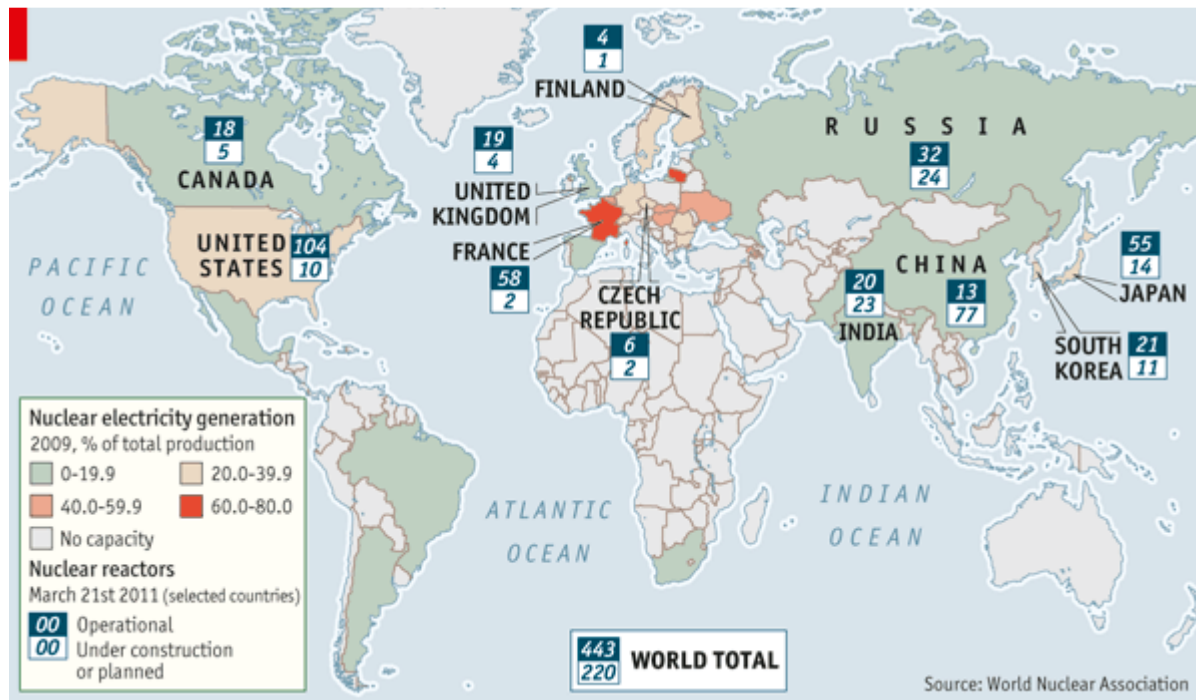 4
1
FINLAND
R U S S I A
32
24
18
5
CANADA
19
4
UNITED
KINGDOM
FRANCE
58
2
UNITED
STATES
104
10
PACIFIC
OCEAN
CZECH
REPUBLIC
6
2
CHINA
13
77
20
23
INDIA
55
14
JAPAN
SOUTH
KOREA
21
11
ATLANTIC
OCEAN
INDIAN
OCEAN
Nuclear electricity generation
2009, % of total production
0-19.9
20.0-39.9
40.0-59.9
60.0-80.0
No capacity
Nuclear reactors
March 21st 2011 (selected countries)
00 Operational
00 Under construction
or planned
443
220
WORLD TOTAL
Source: World Nuclear Association